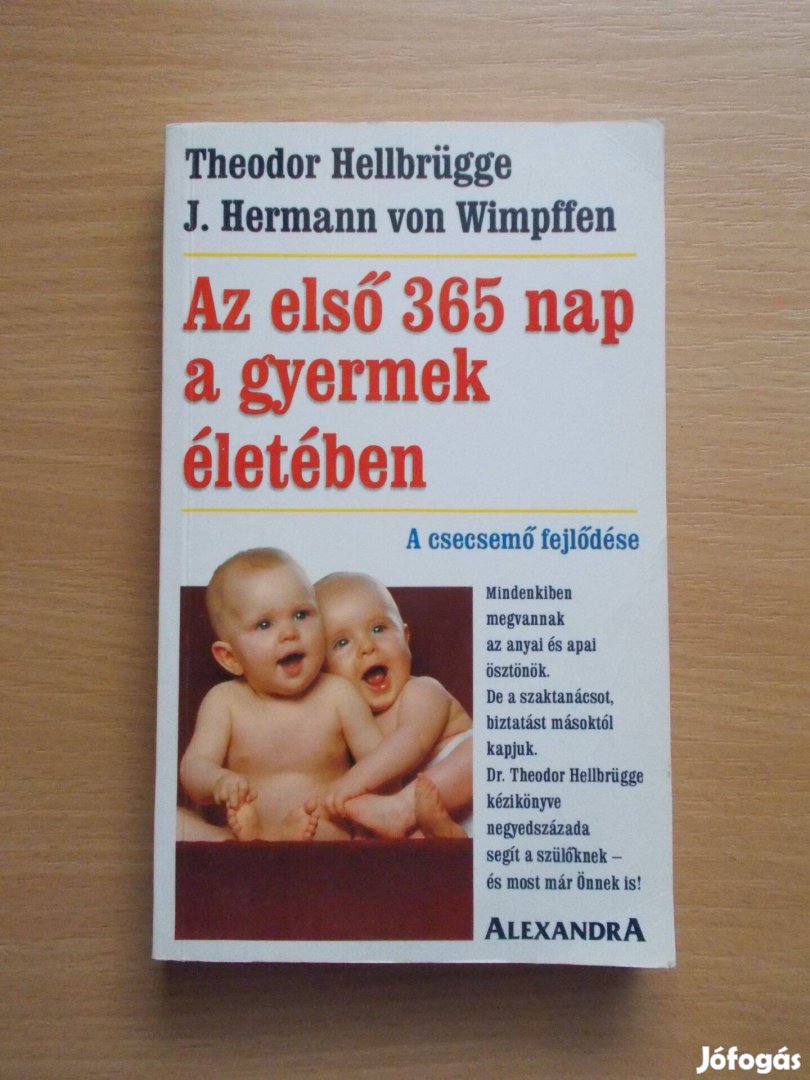 Theodor Hellbrügge
J. Hermann von Wimpffen
Az első 365 nap
a gyermek
életében
A csecsemő fejlődése
Mindenkiben
megvannak
az anyai és apai
ösztönök.
De a szaktanácsot,
biztatást másoktól
kapjuk.
Dr. Theodor Hellbrügge
kézikönyve
negyedszázada
segít a szülőknek –
és most már Önnek is!
ALEXANDRA
Jófogás